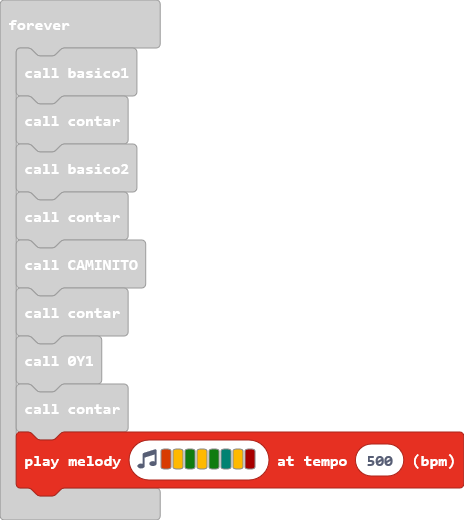 forever
call basico1
call contar
call basico2
call contar
call CAMINITO
call contar
call 0Y1
call contar
play melody at tempo 500 (bpm)